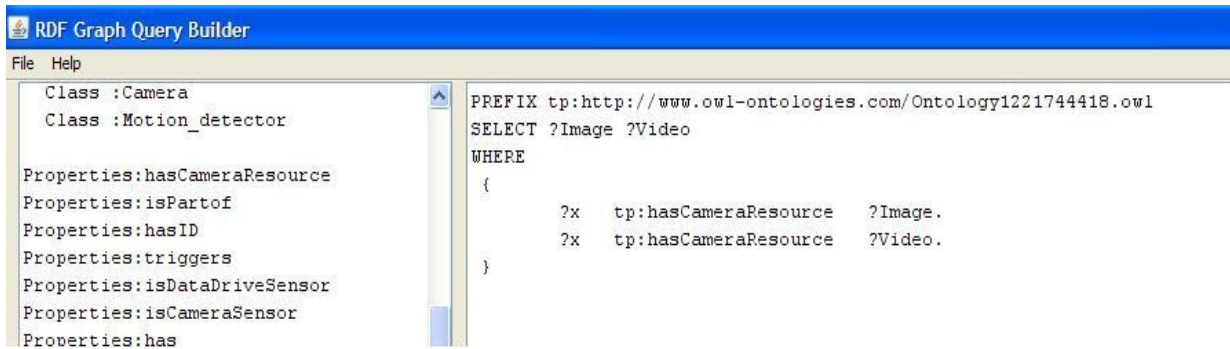 RDF Graph Query Builder
File Help
Class :Camera
Class :Motion_detector
Properties:hasCameraResource
Properties:isPartof
Properties:hasID
Properties:triggers
Properties:isDataDriveSensor
Properties:isCameraSensor
Properties:has
PREFIX tp:http://www.owl-ontologies.com/Ontology1221744418.owl
SELECT ?Image ?Video
WHERE
{
?x tp:hasCameraResource ?Image.
?x tp:hasCameraResource ?Video.
}